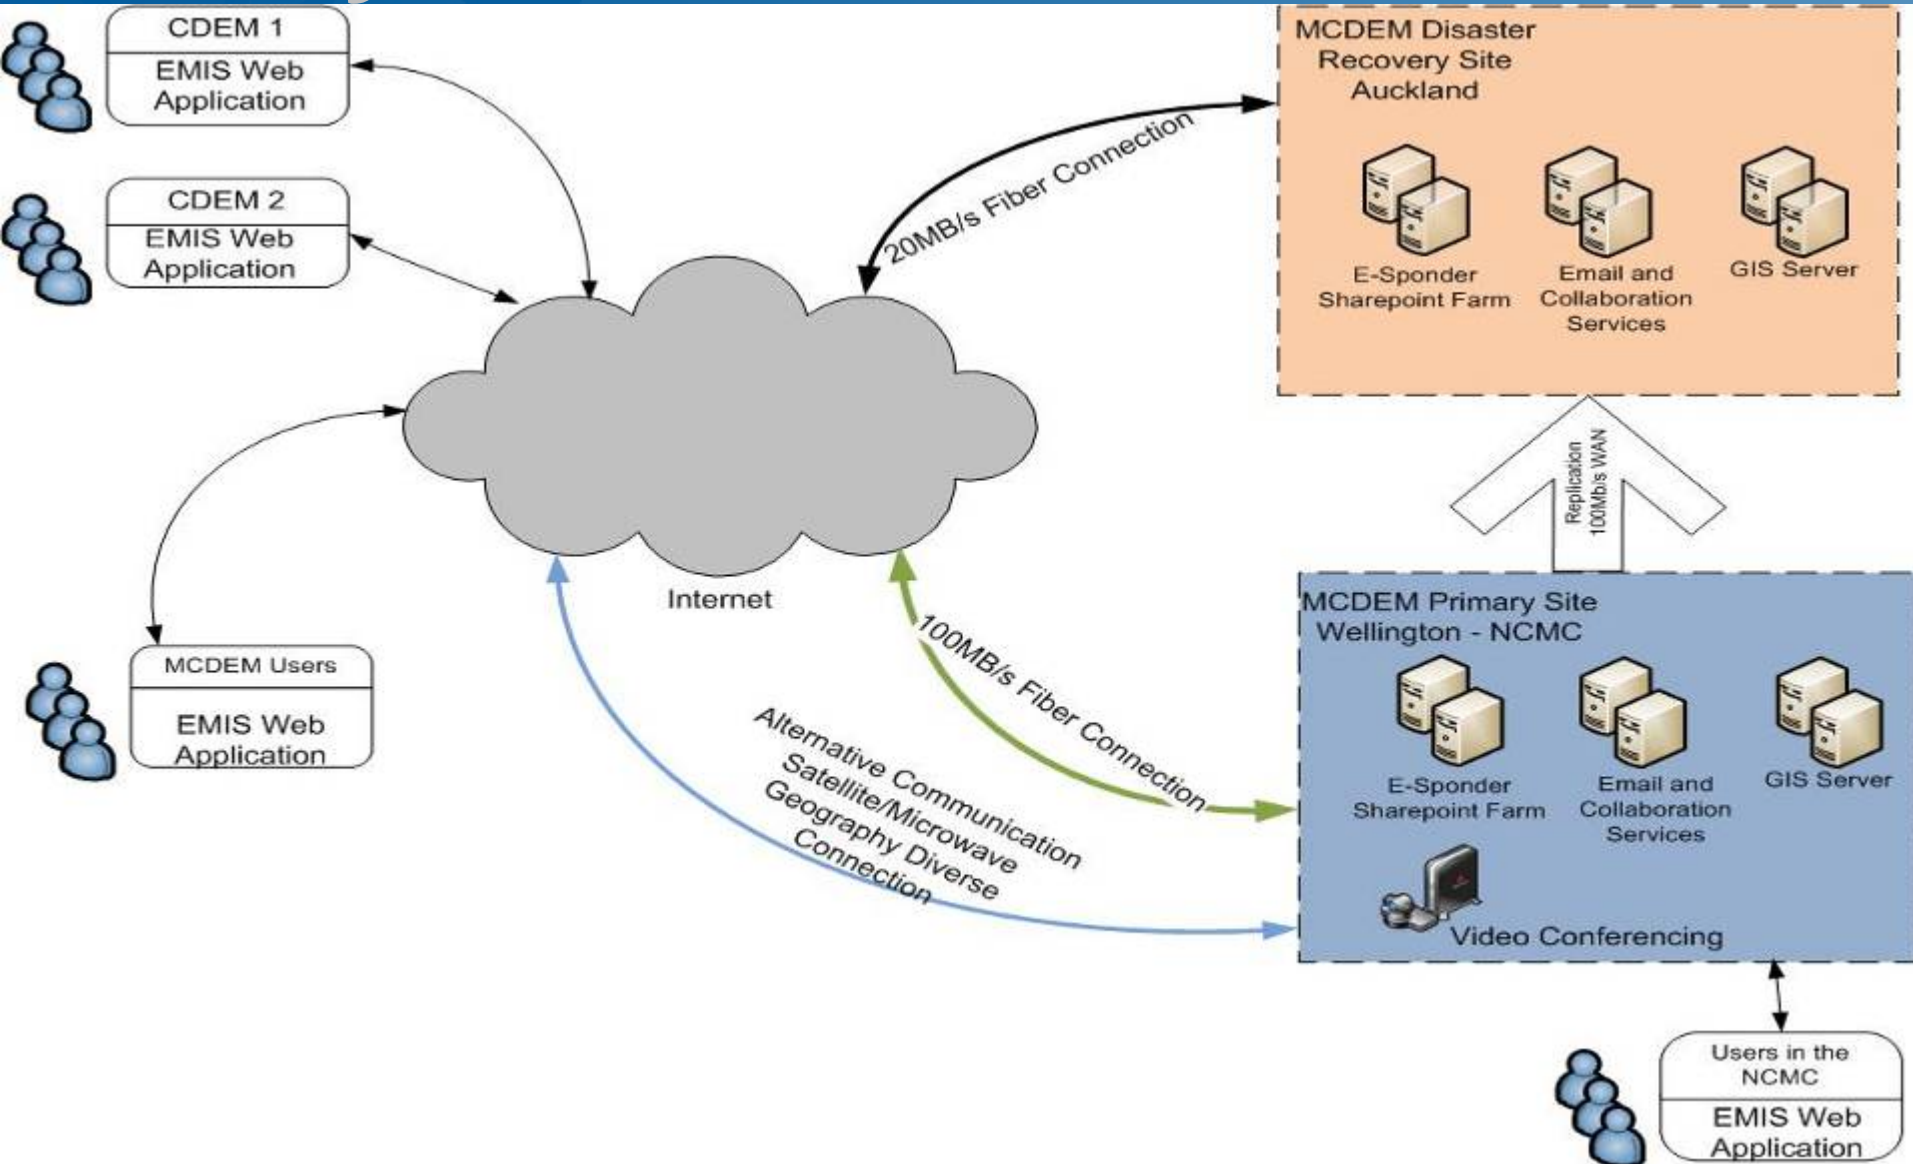 CDEM 1
EMIS Web
Application
CDEM 2
EMIS Web
Application
MCDEM Users
EMIS Web
Application
Internet
20MB/s Fiber Connection
100MB/s Fiber Connection
Alternative Communication
Satellite/Microwave
Geography Diverse
Connection
MCDEM Disaster
Recovery Site
Auckland
E-Sponder
Sharepoint Farm
Email and
Collaboration
Services
GIS Server
Replication
100Mb/s WAN
MCDEM Primary Site
Wellington - NCMC
E-Sponder
Sharepoint Farm
Email and
Collaboration
Services
GIS Server
Video Conferencing
Users in the
NCMC
EMIS Web
Application